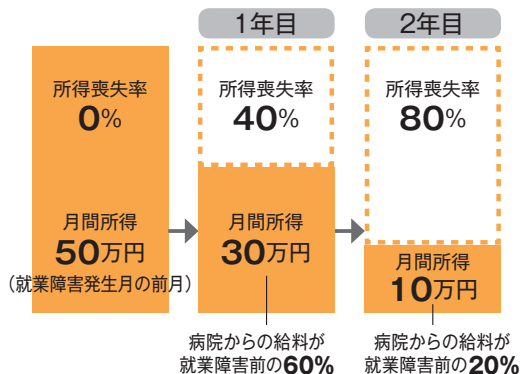 1年目
2年目
所得喪失率
0%
所得喪失率
40%
所得喪失率
80%
月間所得
50万円
(就業障害発生月の前月)
月間所得
30万円
月間所得
10万円
病院からの給料が
就業障害前の60%
病院からの給料が
就業障害前の20%